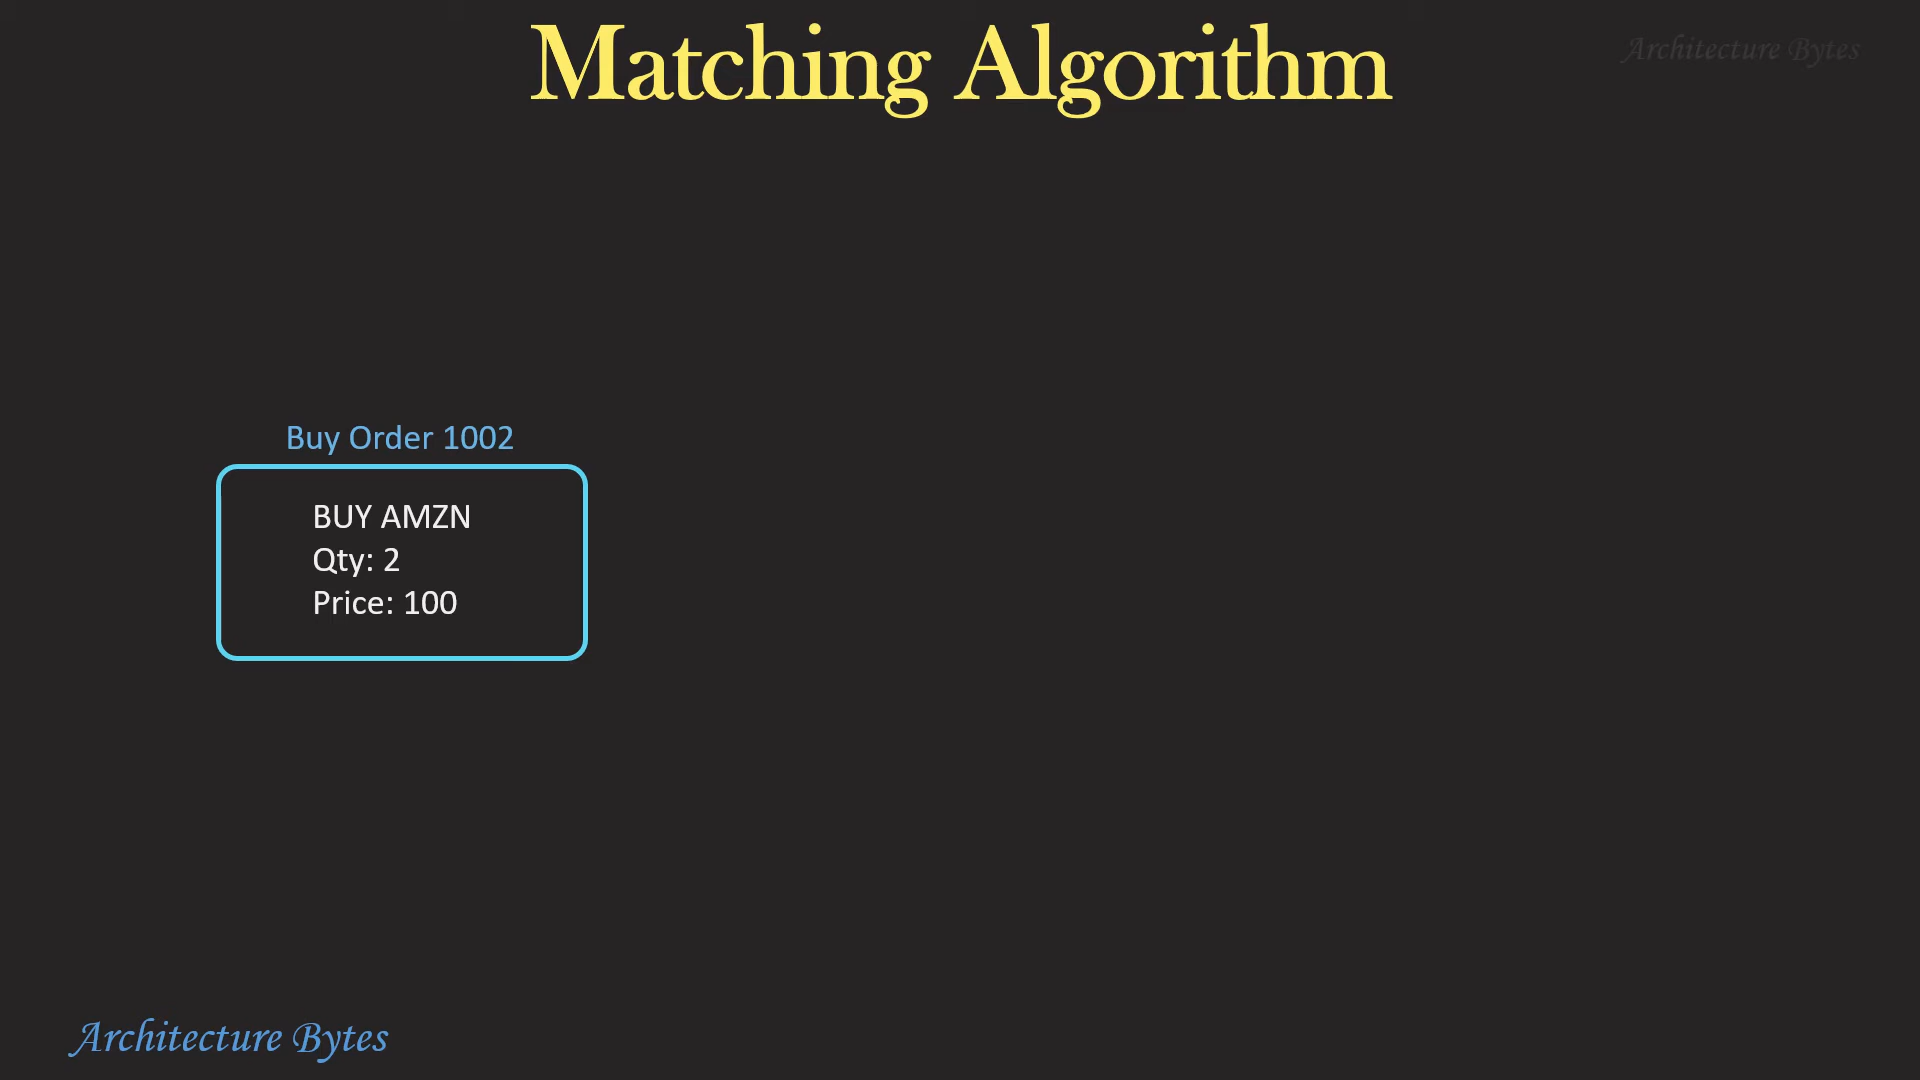 Matching Algorithm
Architecture Bytes
Buy Order 1002
BUY AMZN
Qty: 2
Price: 100
Architecture Bytes